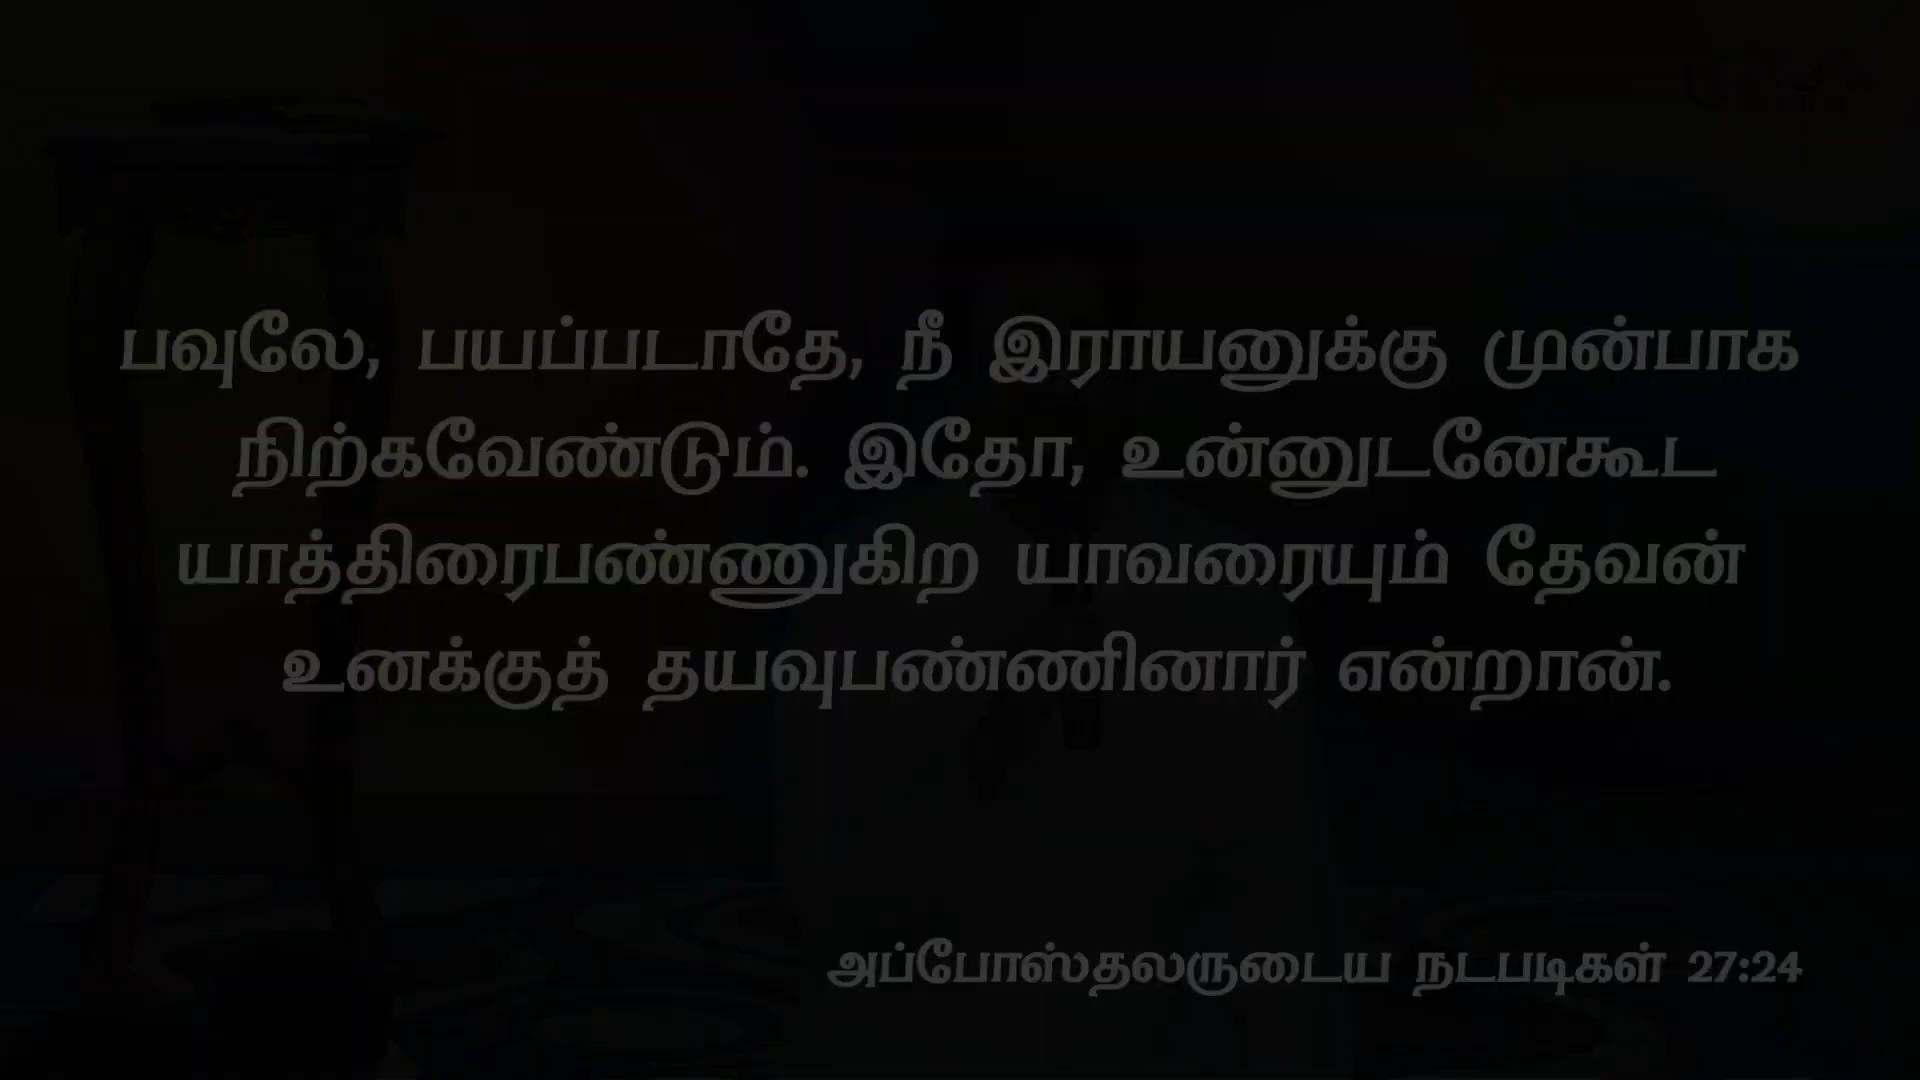 பவுலே, பயப்படாதே, நீ இராயனுக்கு முன்பாக
நிற்கவேண்டும். இதோ, உன்னுடனேகூட
யாத்திரைபண்ணுகிற யாவரையும் தேவன்
உனக்குத் தயவுபண்ணினார் என்றான்.
அப்போஸ்தலருடைய நடபடிகள் 27:24